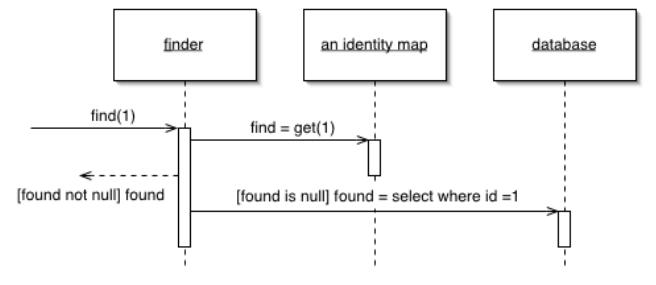 finder
an identity map
database
find(1)
find = get(1)
[found not null] found
[found is null] found = select where id =1